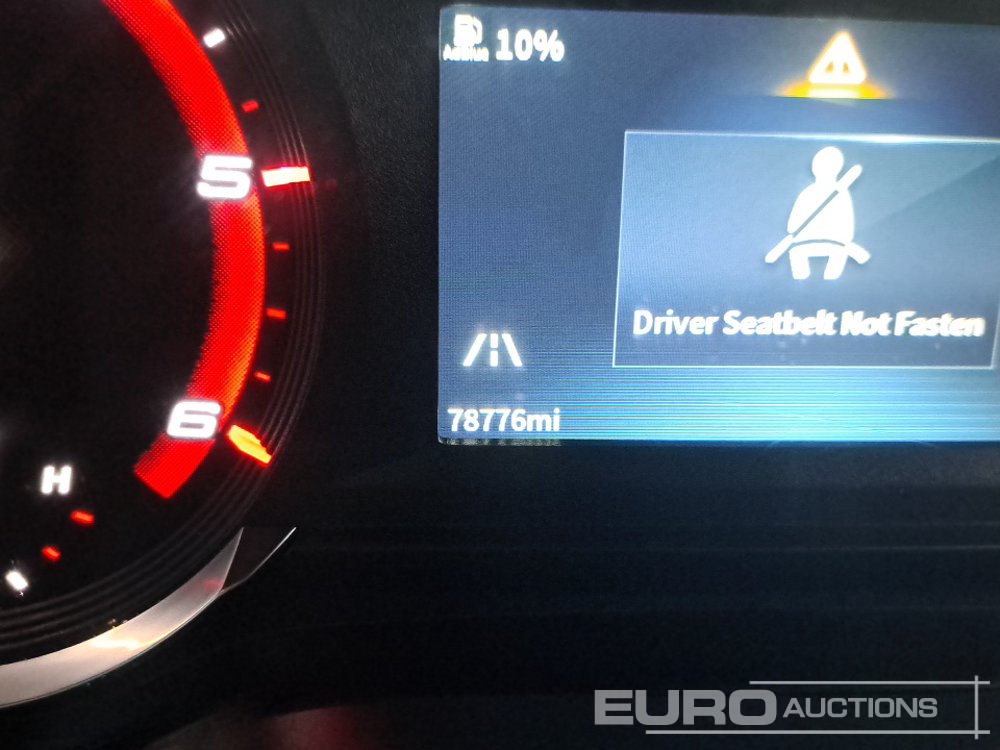 10%
5
Driver Seatbelt Not Fasten
78776mi
6
H
EURO AUCTIONS